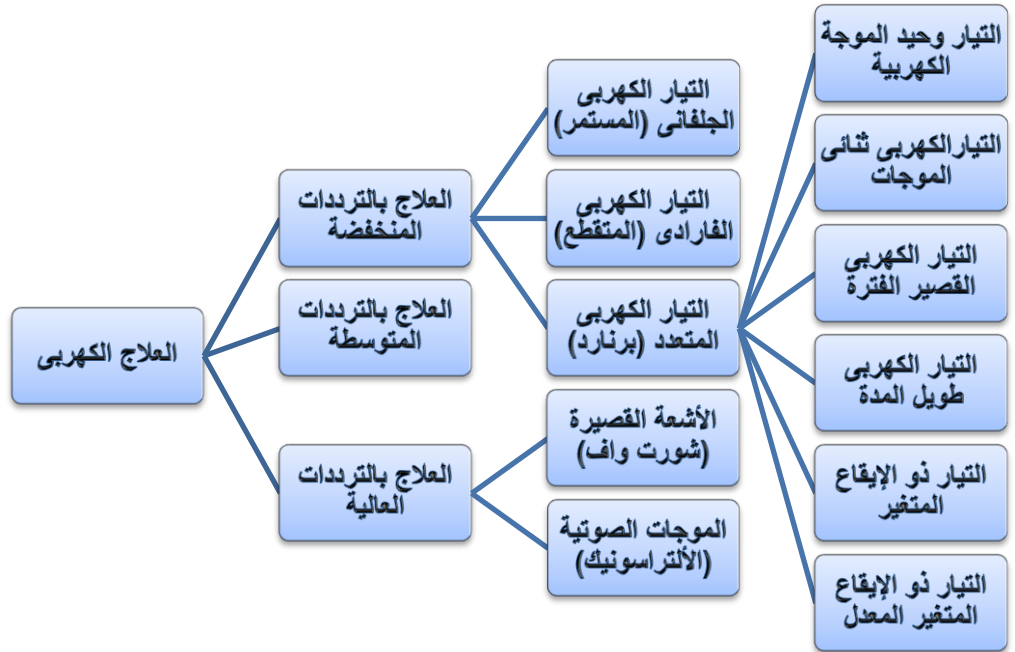 العلاج الكهربى
العلاج بالترددات
المنخفضة
العلاج بالترددات
المتوسطة
العلاج بالترددات
العالية
التيار الكهربى
الجلفانى (المستمر)
التيار الكهربى
الفارادى (المتقطع)
التيار الكهربى
المتعدد (برنارد)
الأشعة القصيرة
(شورت واف)
الموجات الصوتية
(الألتراسونيك)
التيار وحيد الموجة
الكهربية
التيارالكهربى ثنائى
الموجات
التيار الكهربى
القصير الفترة
التيار الكهربى
طويل المدة
التيار ذو الإيقاع
المتغير
التيار ذو الإيقاع
المتغير المعدل